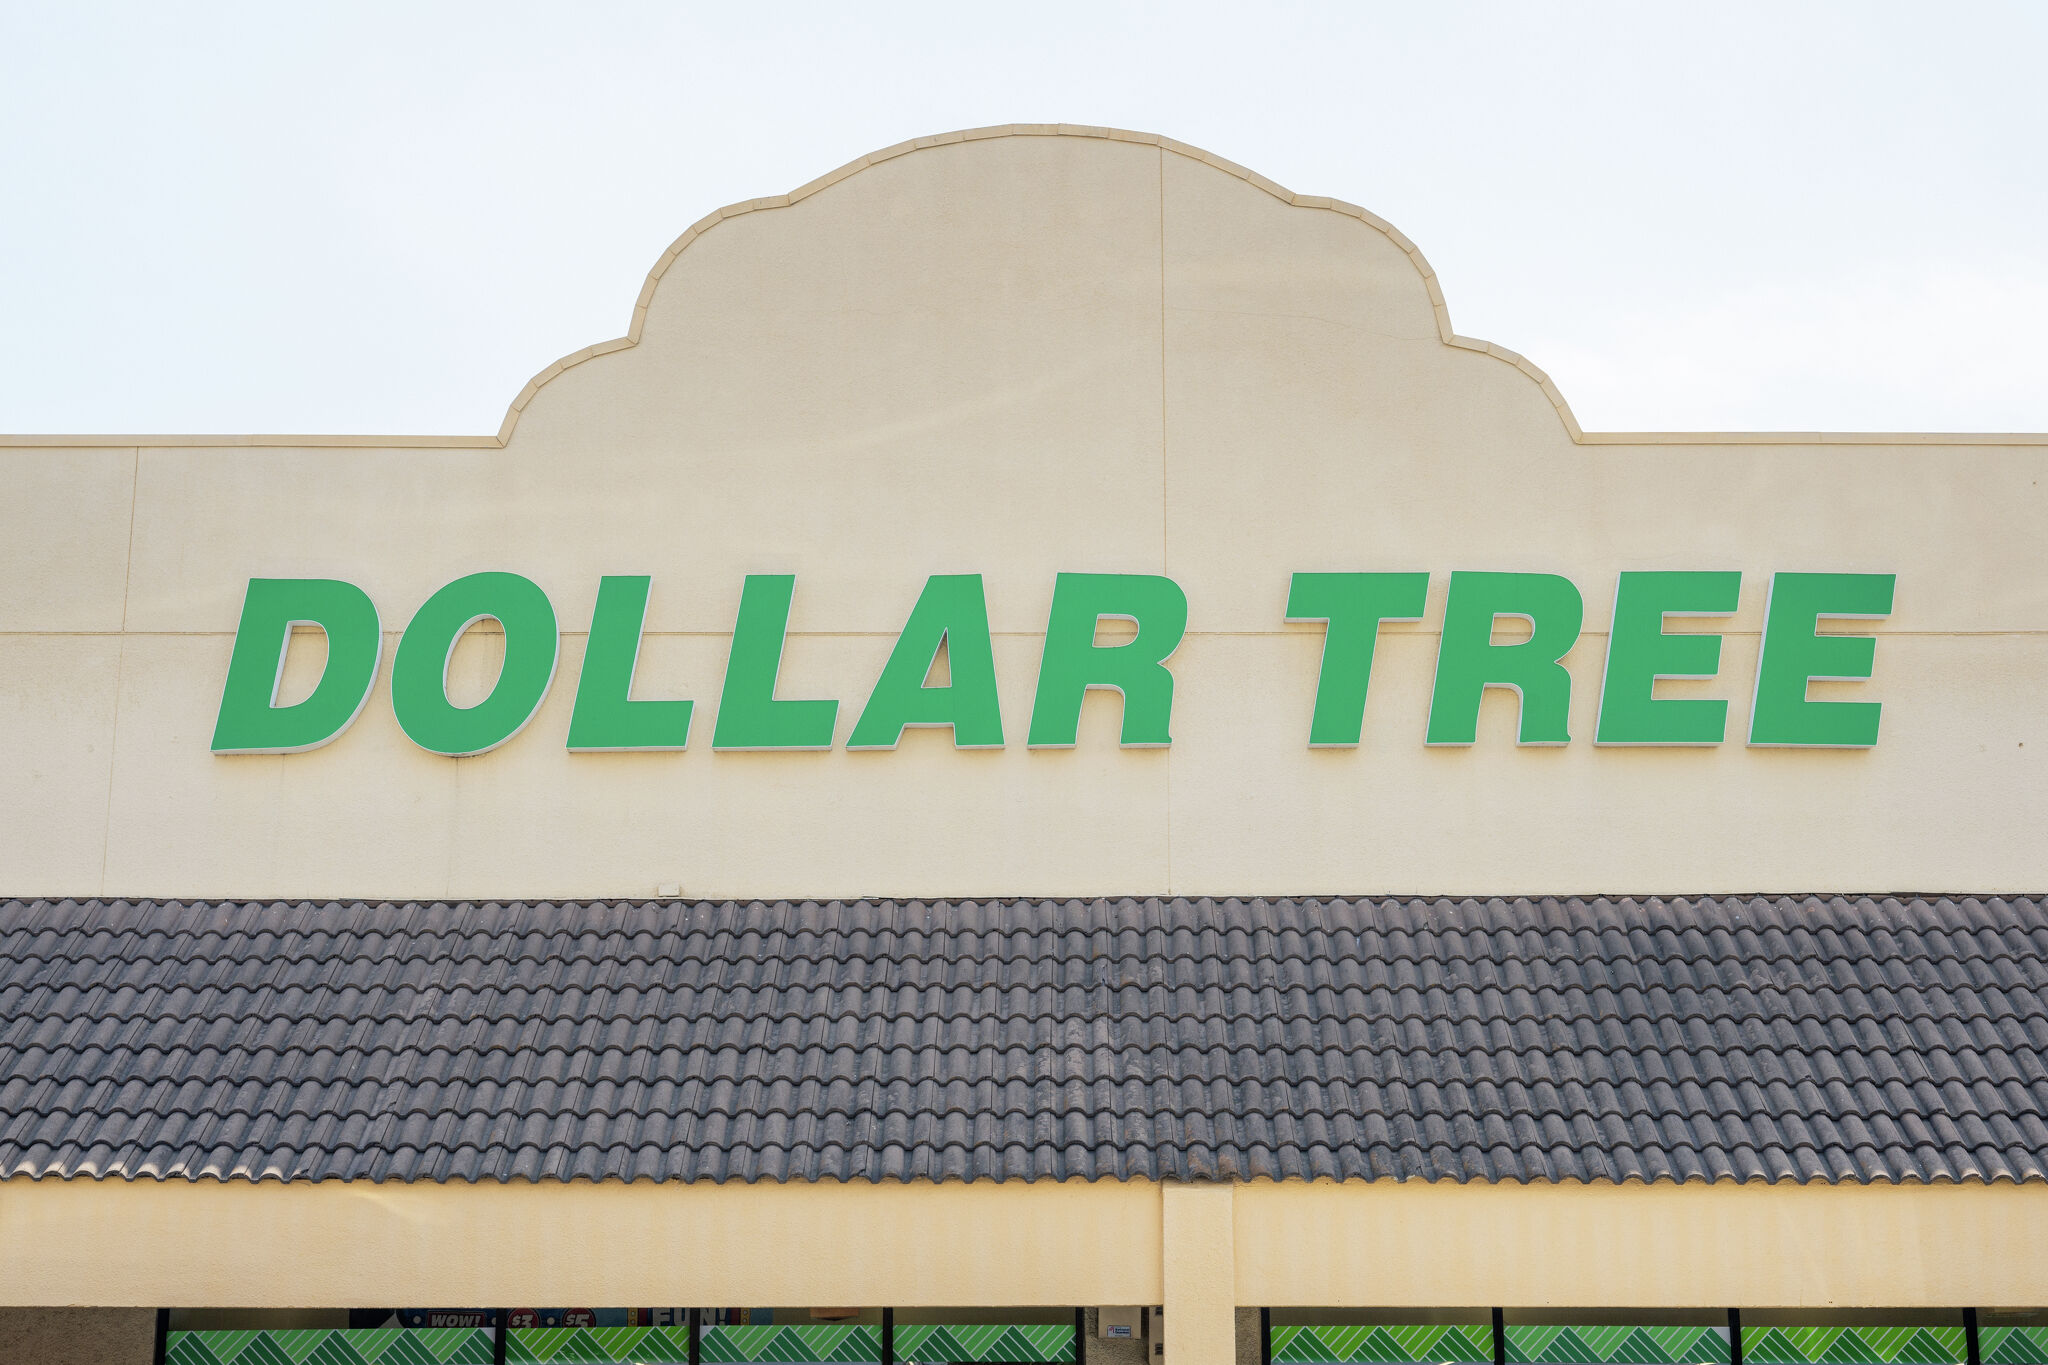 DOLLAR TREE
WOW! $3 $5 FUN!